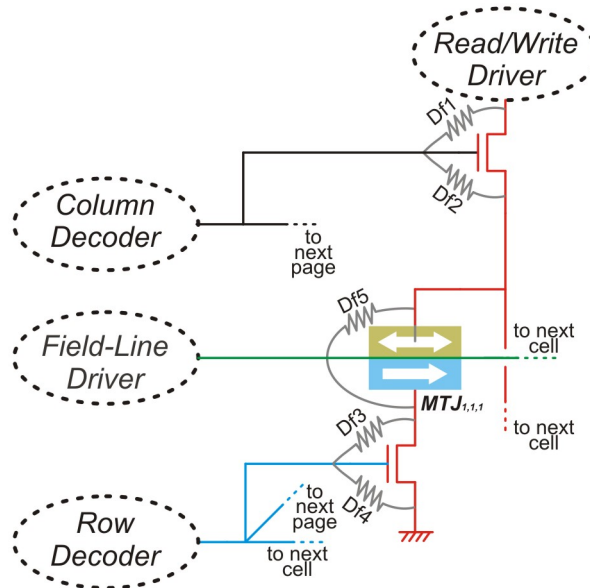 Read/Write
Driver
Df1
Df2
Column
Decoder
to
next
page
Df5
to next
cell
Field-Line
Driver
MTJ1,1,1
to next
cell
Df3
Df4
to
next
page
Row
Decoder
to next
cell